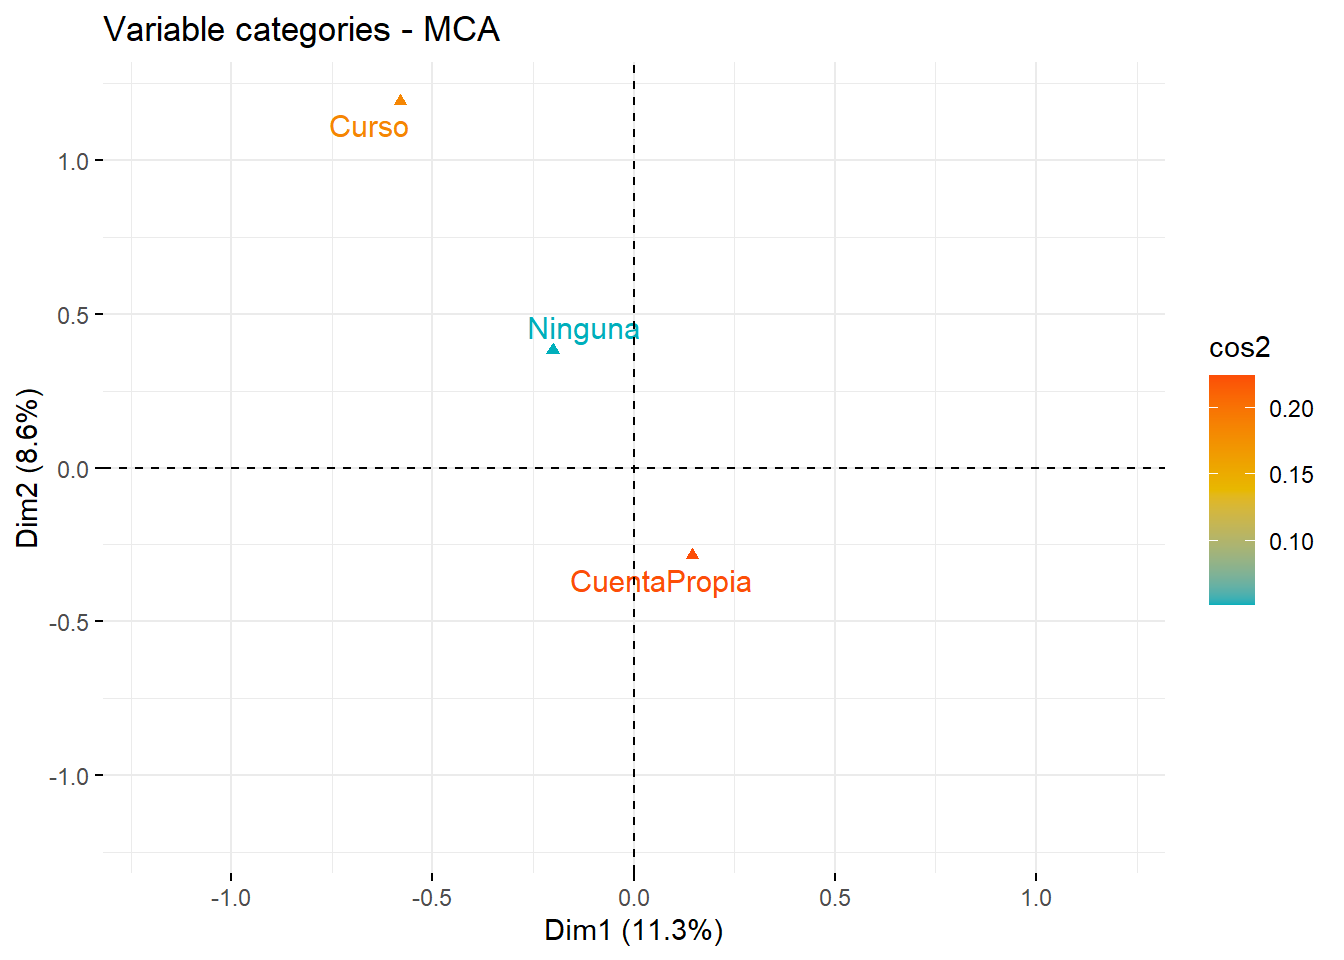 Variable categories - MCA
Curso
Ninguna
CuentaPropia
1.0
0.5
0.0
-0.5
-1.0
Dim2 (8.6%)
-1.0
-0.5
0.0
0.5
1.0
Dim1 (11.3%)
cos2
0.20
0.15
0.10